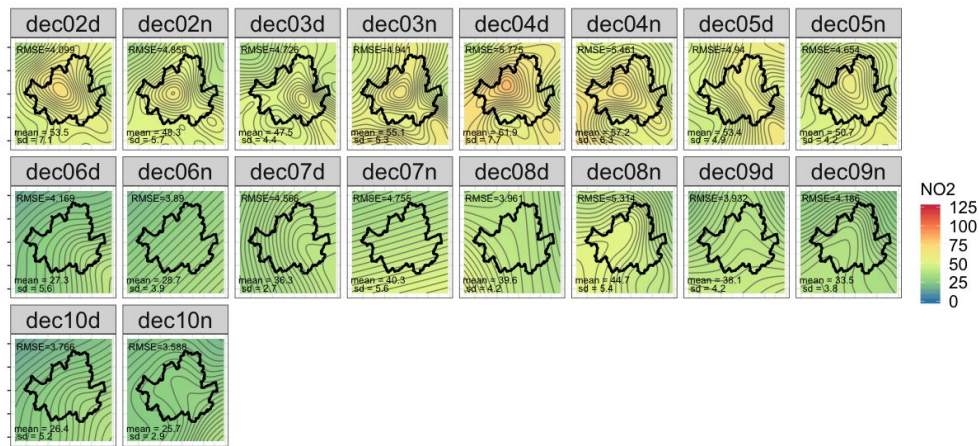 dec02d dec02n dec03d dec03n dec04d dec04n dec05d dec05n
RMSE=4.099 RMSE=4.858 RMSE=4.726 RMSE=4.941 RMSE=5.775 RMSE=5.461 RMSE=4.94 RMSE=4.654
mean = 53.5 mean = 48.3 mean = 47.5 mean = 55.1 mean = 61.9 mean = 57.2 mean = 53.4 mean = 50.7
sd = 7.1 sd = 5.7 sd = 4.4 sd = 5.3 sd = 7.7 sd = 6.3 sd = 4.9 sd = 4.2
dec06d dec06n dec07d dec07n dec08d dec08n dec09d dec09n
RMSE=4.169 RMSE=3.89 RMSE=4.566 RMSE=4.755 RMSE=3.961 RMSE=5.314 RMSE=3.932 RMSE=4.186
mean = 27.3 mean = 28.7 mean = 36.3 mean = 40.3 mean = 39.6 mean = 44.7 mean = 38.1 mean = 33.5
sd = 5.6 sd = 3.9 sd = 2.7 sd = 5.6 sd = 4.2 sd = 5.4 sd = 4.2 sd = 3.8
NO2
125
100
75
50
25
0
dec10d dec10n
RMSE=3.766 RMSE=3.588
mean = 26.4 mean = 25.7
sd = 5.2 sd = 2.9